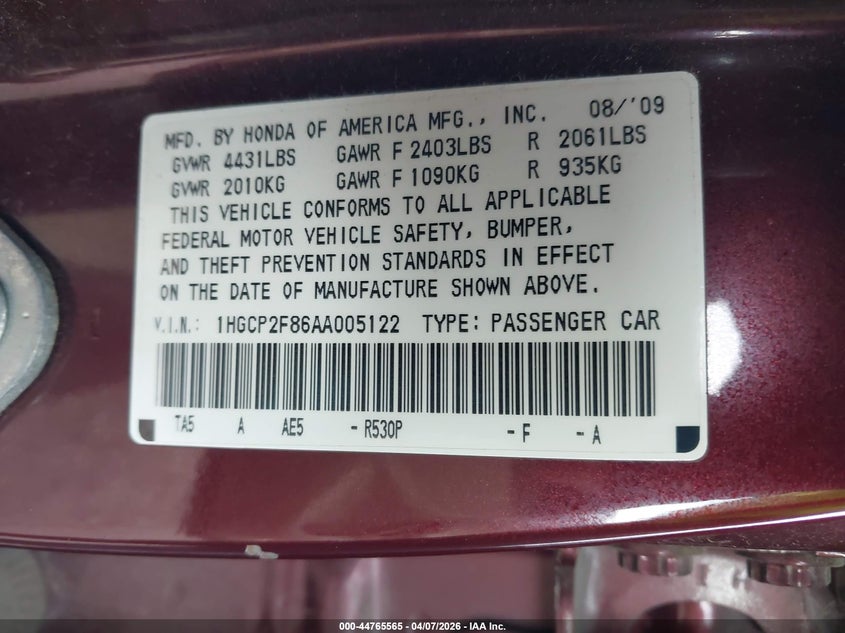 MFD. BY HONDA OF AMERICA MFG., INC. 08/'09
GVWR 4431LBS GAWR F 2403LBS R 2061LBS
GVWR 2010KG GAWR F 1090KG R 935KG
THIS VEHICLE CONFORMS TO ALL APPLICABLE
FEDERAL MOTOR VEHICLE SAFETY, BUMPER,
AND THEFT PREVENTION STANDARDS IN EFFECT
ON THE DATE OF MANUFACTURE SHOWN ABOVE.
V.I.N.: 1HGCP2F86AA005122 TYPE: PASSENGER CAR
TA5 A AE5 - R530P - F - A
000-44765565 - 04/07/2026 - IAA Inc.